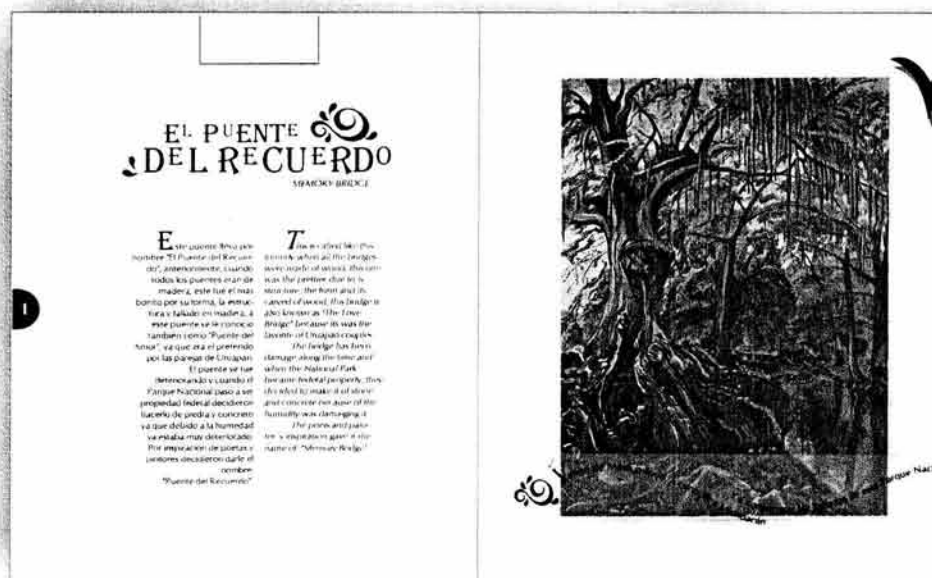 EL PUENTE
DEL RECUERDO
MEMORY BRIDGE
Este puente lleva por
nombre "El Puente del Recuer-
do", anteriormente, cuando
todos los puentes eran de
madera, este fue el más
bonito por su forma, la estruc-
tura y tallado en madera, a
este puente se le conocio
tambien como "Puente del
Amor", ya que era el preferido
por las parejas de Uruapan.
El puente se fue
deteriorando y cuando el
Parque Nacional paso a ser
propiedad federal decidieron
hacerlo de piedra y concreto
ya que debido a la humedad
ya estaba muy deteriorado.
Por inspiración de poetas y
pintores decidieron darle el
nombre:
"Puente del Recuerdo".
This is called like this
formerly when all the bridges
were made of wood, this one
was the prettier due to is
structure, the form and its
carved of wood, this bridge is
also known as "The Love
Bridge" because its was the
favorite of Uruapan couples.
The bridge has been
damage along the time and
when the National Park
became federal property, they
decided to make it of stone
and concrete because of the
humidity was damaging it.
The poets and pain-
ter's inspiration gave it the
name of: "Memory Bridge"
1
Parque Naci